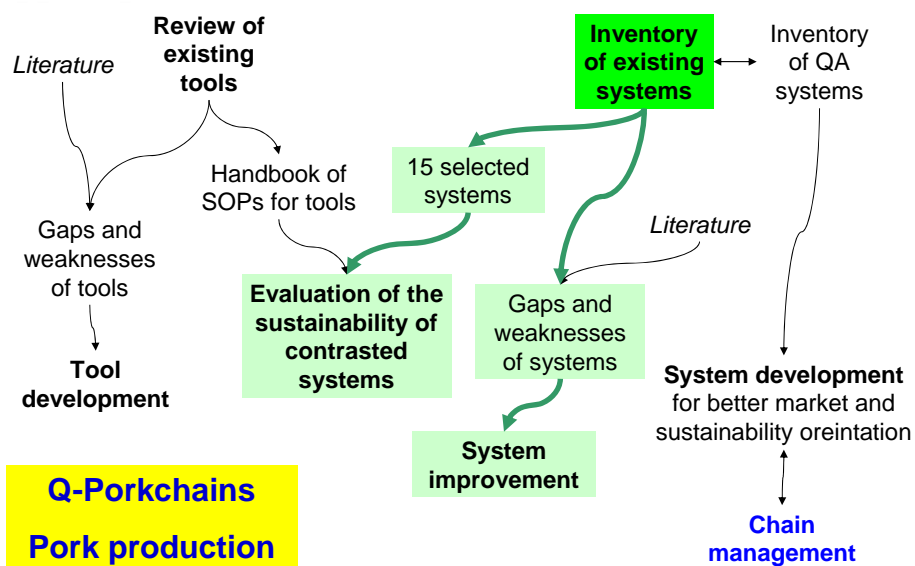 Literature
Review of
existing
tools
Inventory
of existing
systems
Inventory
of QA
systems
15 selected
systems
Handbook of
SOPs for tools
Literature
Gaps and
weaknesses
of tools
Evaluation of the
sustainability of
contrasted
systems
Gaps and
weaknesses
of systems
Tool
development
System development
for better market and
sustainability oreintation
System
improvement
Q-Porkchains
Pork production
Chain
management